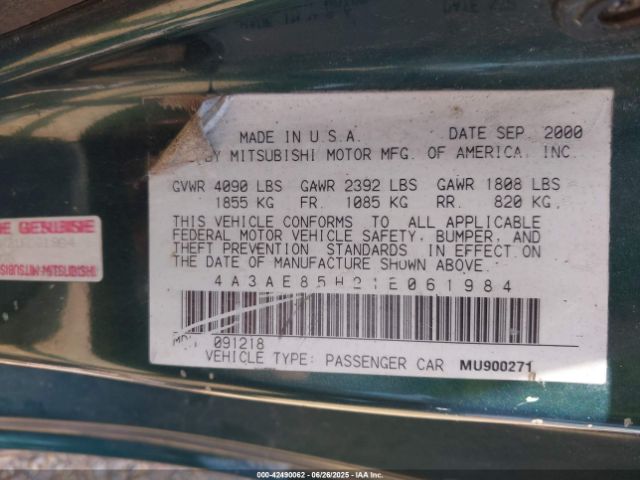 MADE IN U.S.A. DATE SEP. 2000
BY MITSUBISHI MOTOR MFG. OF AMERICA, INC.
GVWR 4090 LBS GAWR 2392 LBS GAWR 1808 LBS
1855 KG FR. 1085 KG RR. 820 KG
THIS VEHICLE CONFORMS TO ALL APPLICABLE
FEDERAL MOTOR VEHICLE SAFETY, BUMPER, AND
THEFT PREVENTION STANDARDS IN EFFECT ON
THE DATE OF MANUFACTURE SHOWN ABOVE.
4A3AE85H21E061984
091218
VEHICLE TYPE: PASSENGER CAR MU900271
GENUINE
000-42490062 - 06/26/2025 - IAA Inc.